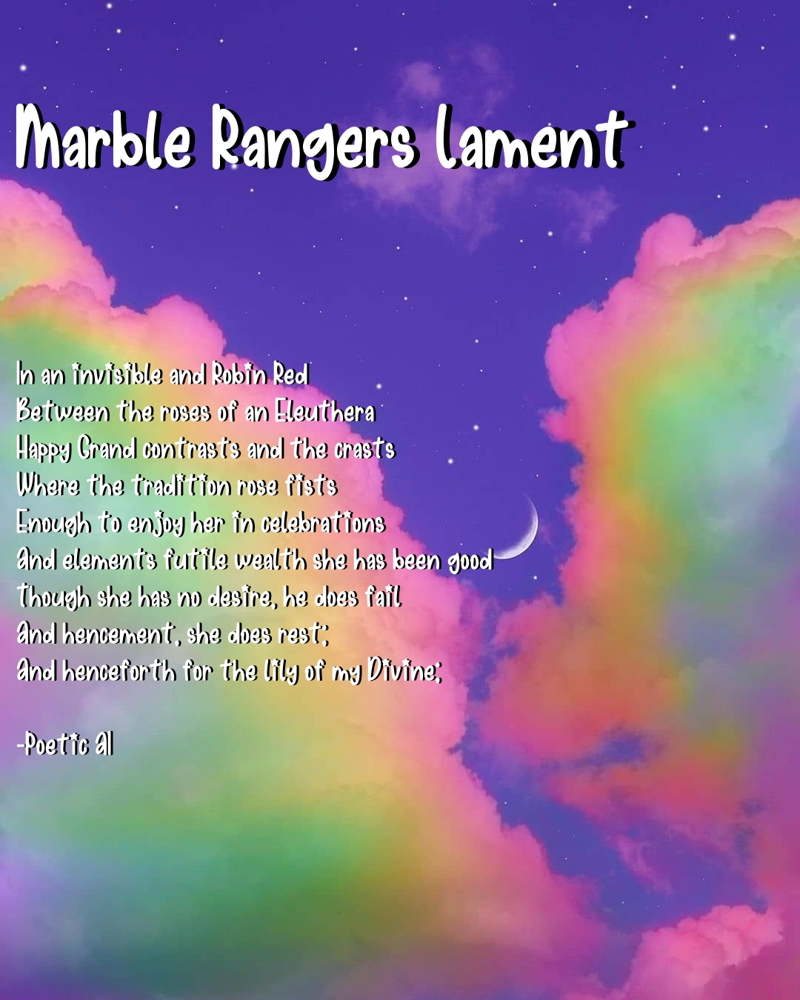 Marble Rangers lament
In an invisible and Robin Red
Between the roses of an Eleuthera
Happy Grand contrasts and the crasts
Where the tradition rose fists
Enough to enjoy her in celebrations
And elements futile wealth she has been good
Though she has no desire, he does fail
And hencement, she does rest;
And henceforth for the lily of my Divine;
-Poetic AI